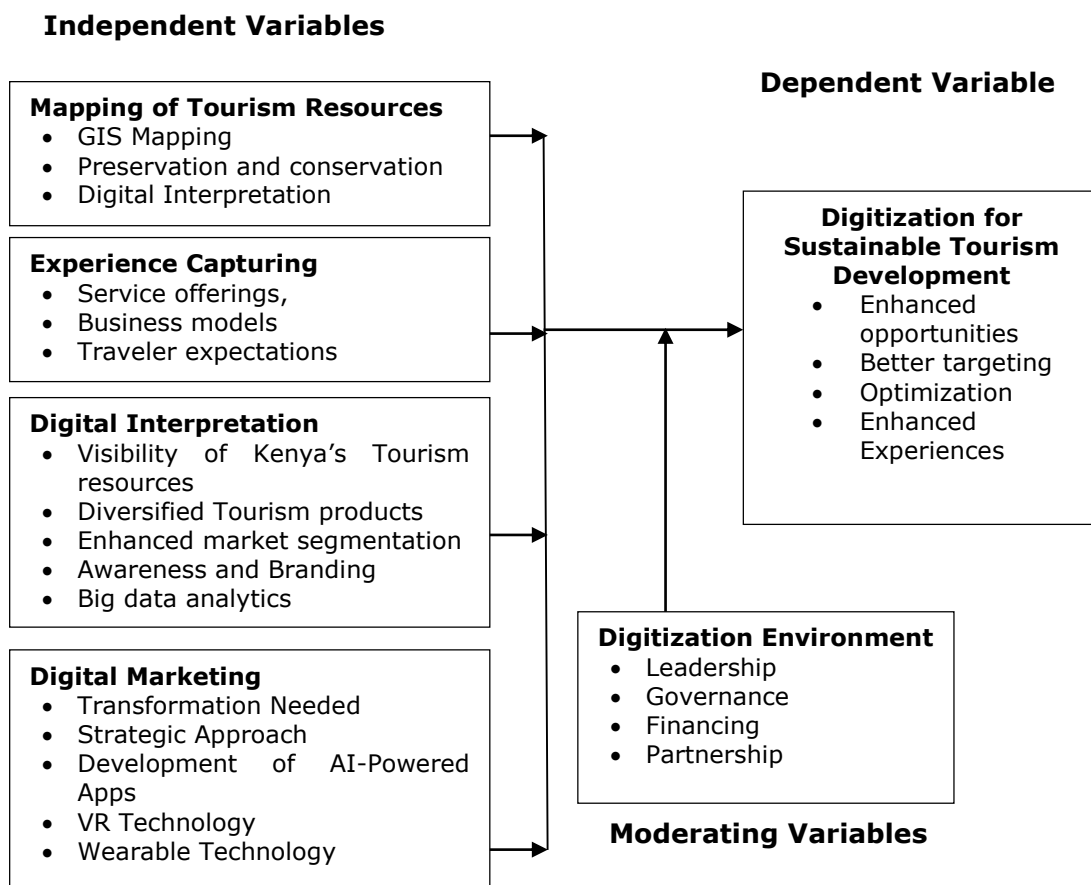 Independent Variables
Dependent Variable
Mapping of Tourism Resources
• GIS Mapping
• Preservation and conservation
• Digital Interpretation
Experience Capturing
• Service offerings,
• Business models
• Traveler expectations
Digital Interpretation
• Visibility of Kenya's Tourism
resources
• Diversified Tourism products
• Enhanced market segmentation
• Awareness and Branding
• Big data analytics
Digital Marketing
• Transformation Needed
• Strategic Approach
• Development of AI-Powered
Apps
• VR Technology
• Wearable Technology
Digitization for
Sustainable Tourism
Development
• Enhanced
opportunities
• Better targeting
• Optimization
• Enhanced
Experiences
Digitization Environment
• Leadership
• Governance
• Financing
• Partnership
Moderating Variables